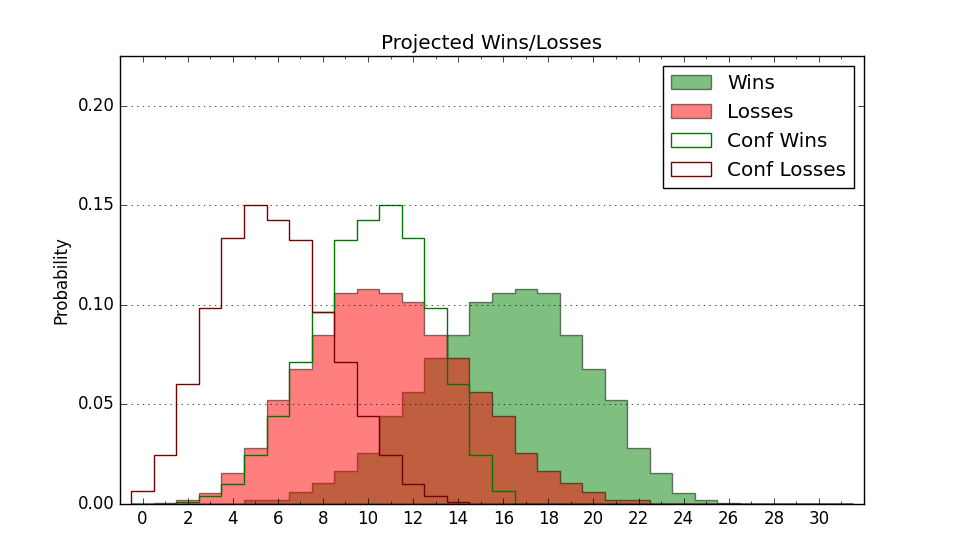 Projected Wins/Losses
Wins
Losses
Conf Wins
Conf Losses
Probability
0.20
0.15
0.10
0.05
0.00
0 2 4 6 8 10 12 14 16 18 20 22 24 26 28 30